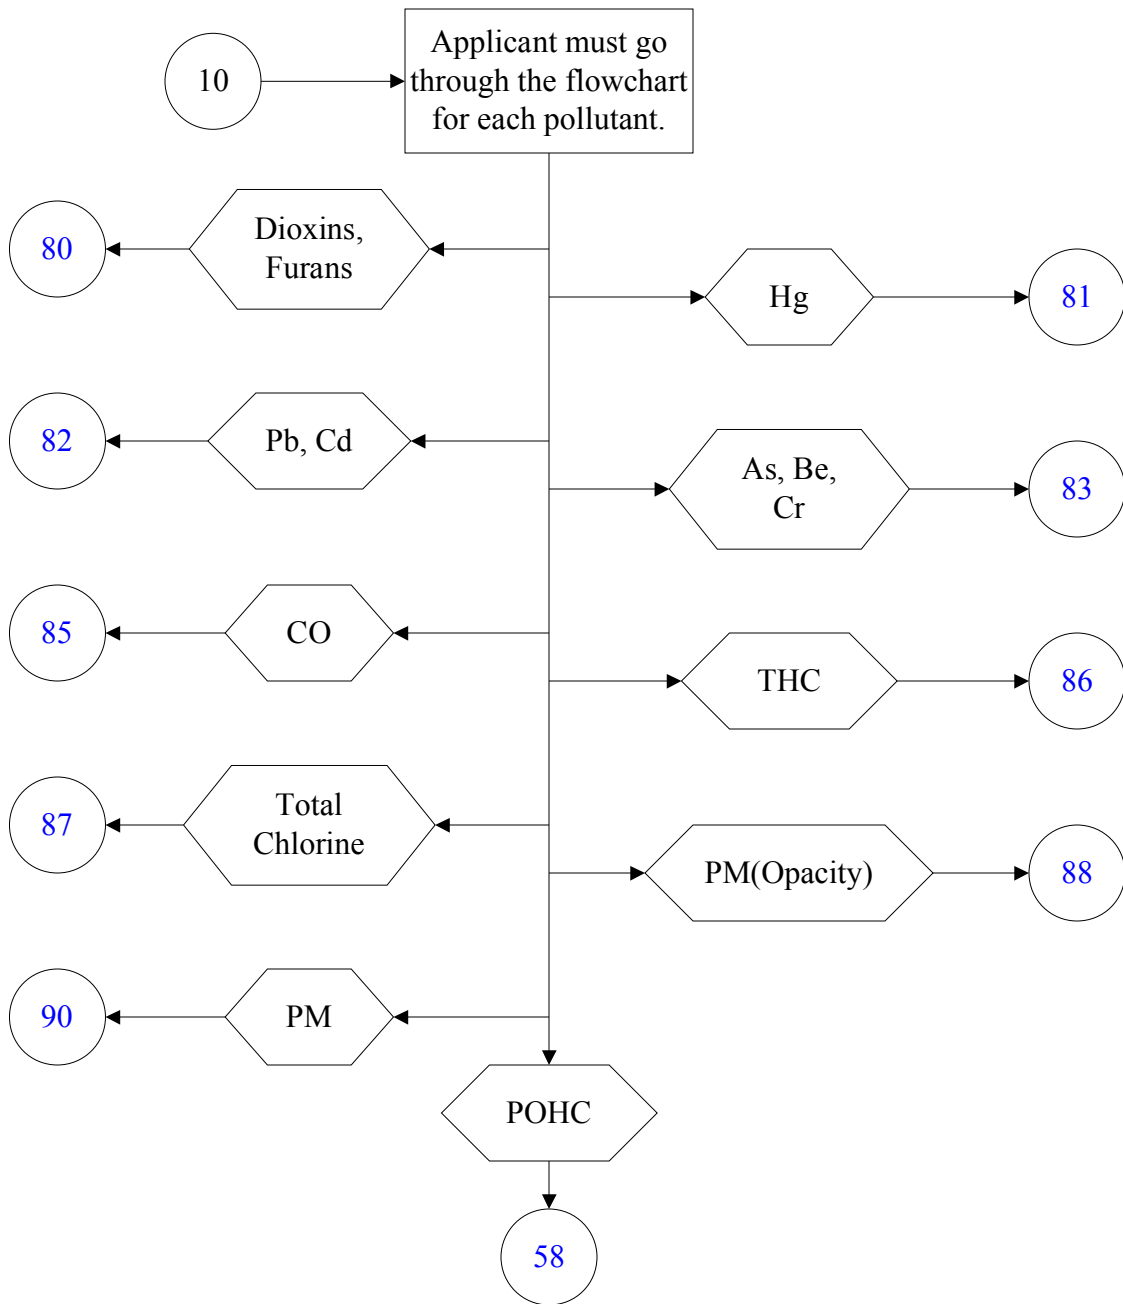 10
Applicant must go
through the flowchart
for each pollutant.
80
Dioxins,
Furans
Hg
81
82
Pb, Cd
As, Be,
Cr
83
85
CO
THC
86
87
Total
Chlorine
PM(Opacity)
88
90
PM
POHC
58